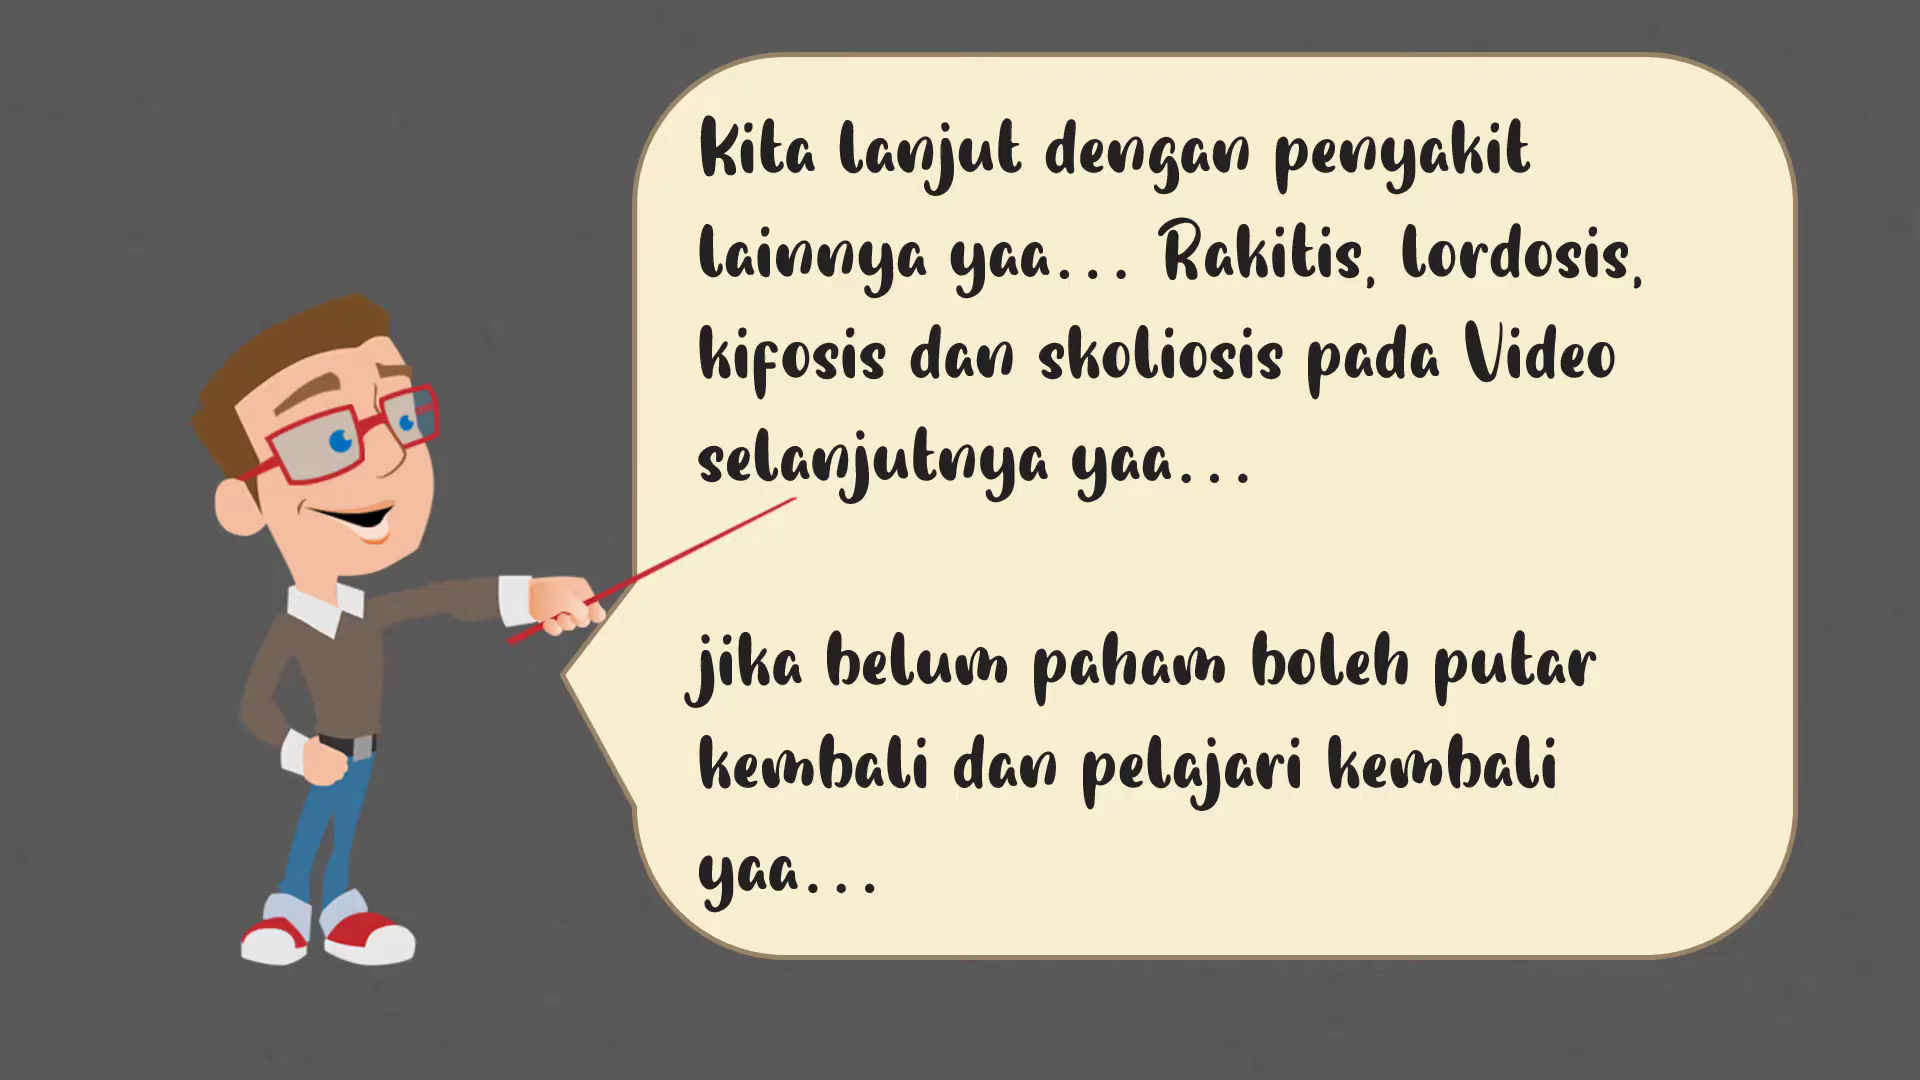 Kita lanjut dengan penyakit
lainnya yaa... Rakitis, lordosis,
kifosis dan skoliosis pada Video
selanjutnya yaa...
jika belum paham boleh putar
kembali dan pelajari kembali
yaa...